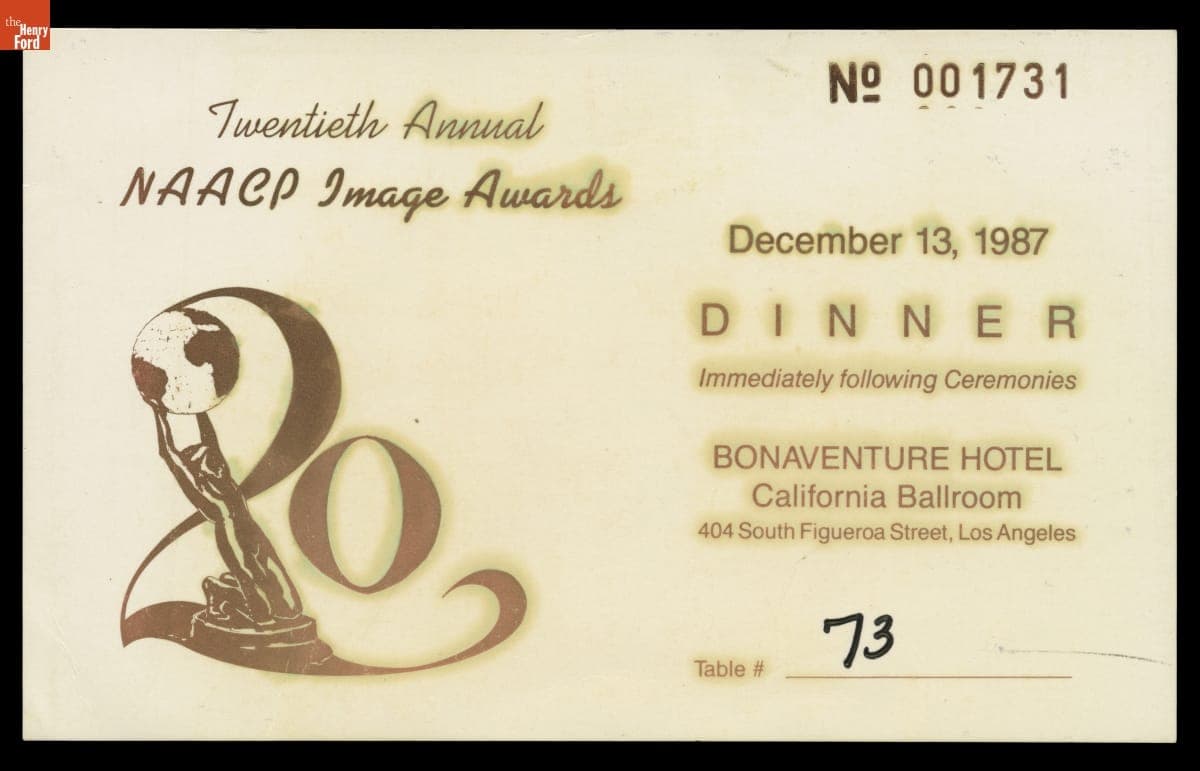 the
Henry
Ford
Nº 001731
Twentieth Annual
NAACP Image Awards
20
December 13, 1987
DINNER
Immediately following Ceremonies
BONAVENTURE HOTEL
California Ballroom
404 South Figueroa Street, Los Angeles
Table # 73